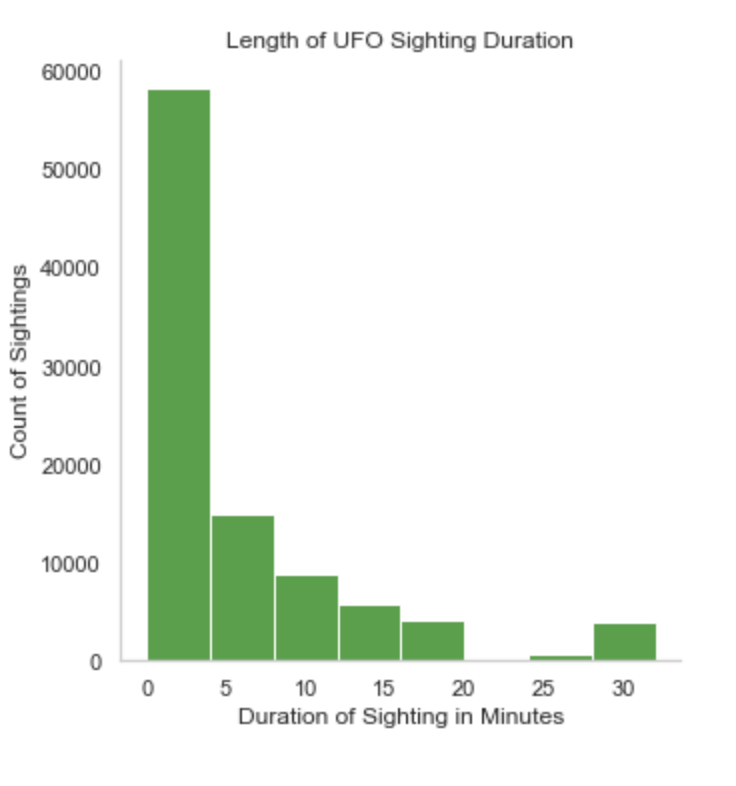 Length of UFO Sighting Duration
60000
50000
40000
30000
20000
10000
0
Count of Sightings
0 5 10 15 20 25 30
Duration of Sighting in Minutes